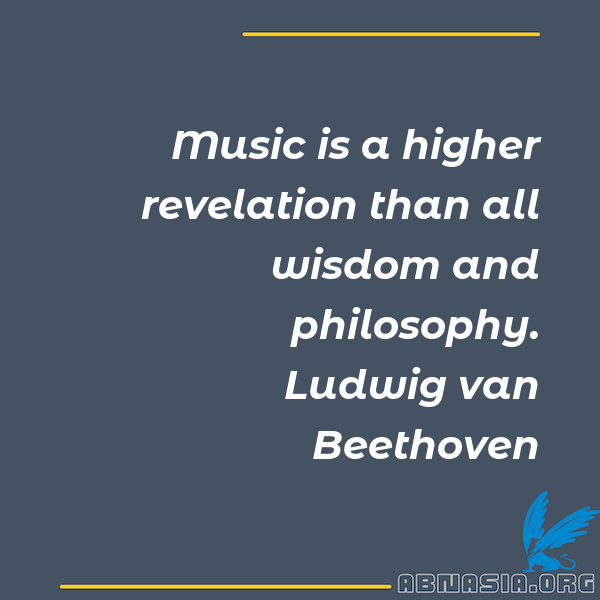 Music is a higher
revelation than all
wisdom and
philosophy.
Ludwig van
Beethoven
ABNASIA.ORG